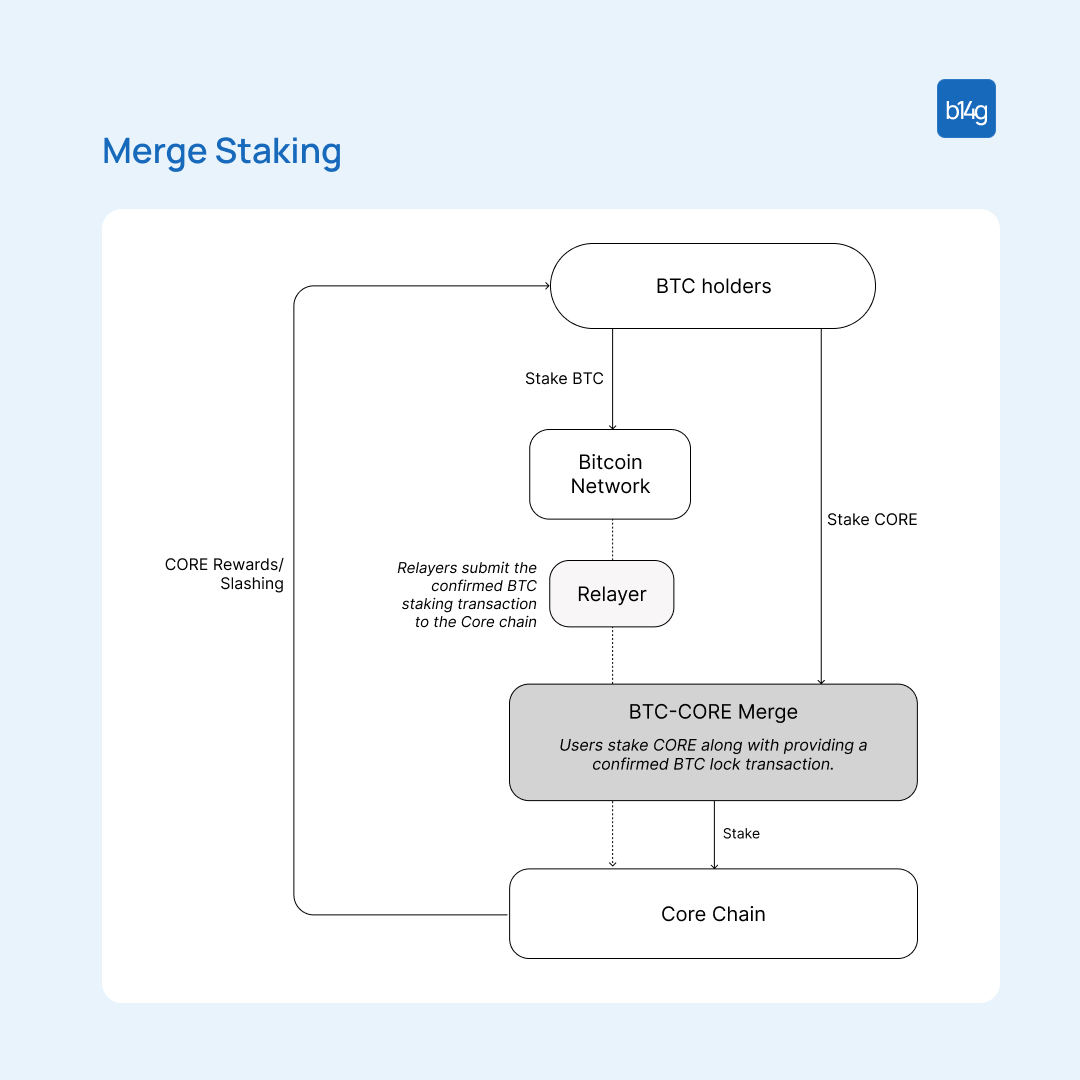 b14g
Merge Staking
BTC holders
Stake BTC
Bitcoin
Network
Stake CORE
CORE Rewards/
Slashing
Relayers submit the
confirmed BTC
staking transaction
to the Core chain
Relayer
BTC-CORE Merge
Users stake CORE along with providing a
confirmed BTC lock transaction.
Stake
Core Chain